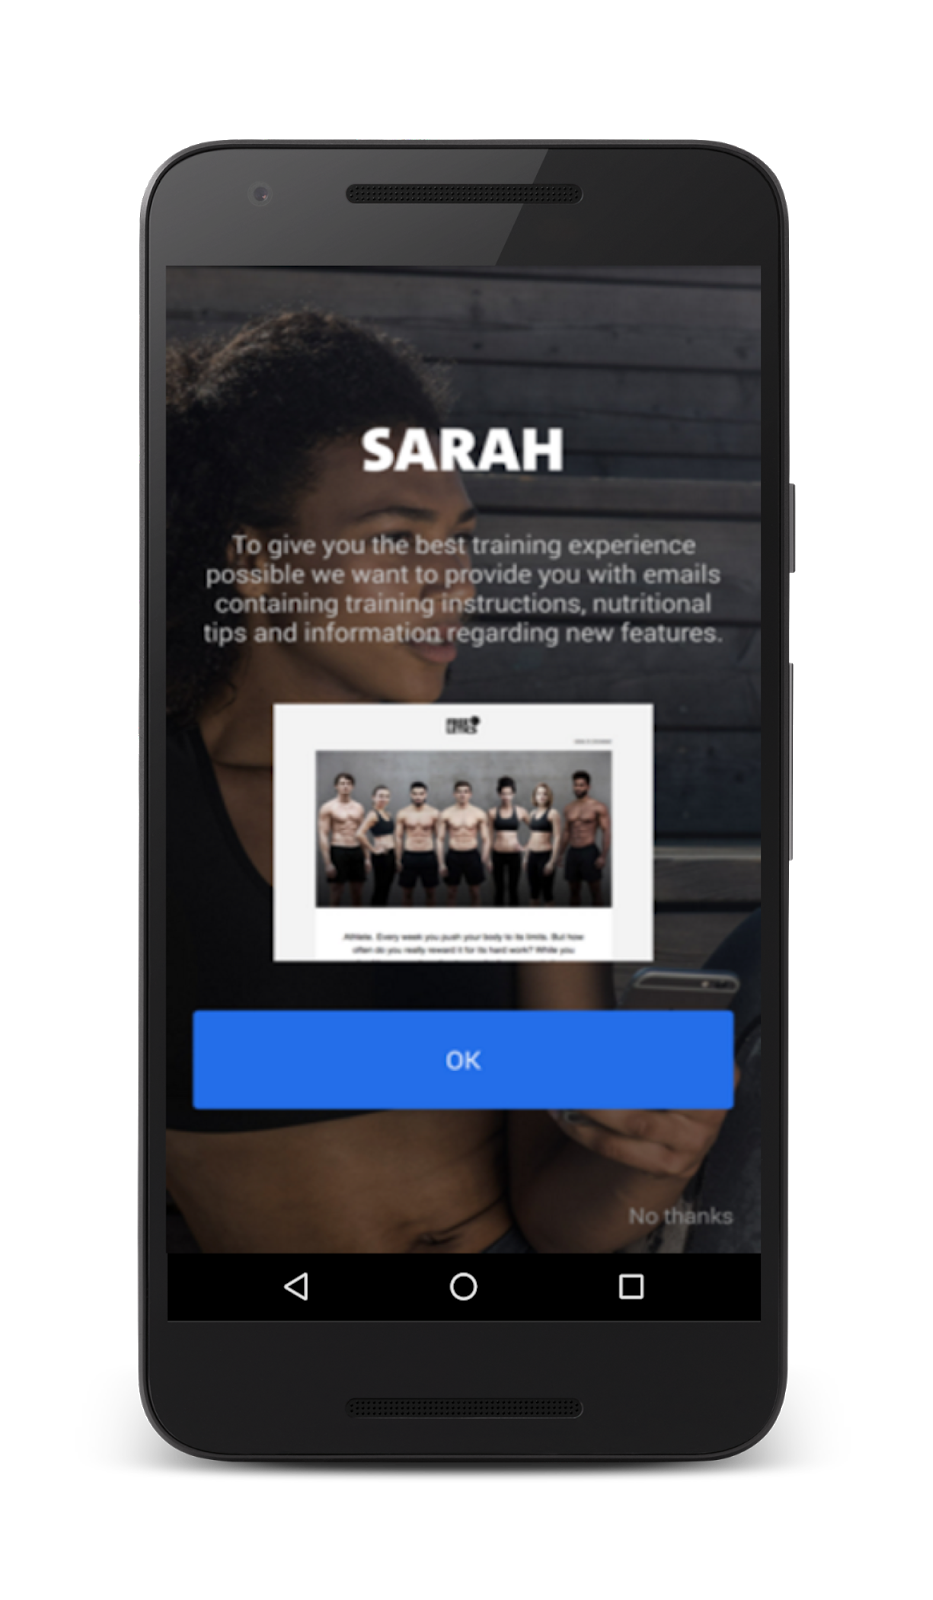 SARAH
To give you the best training experience
possible we want to provide you with emails
containing training instructions, nutritional
tips and information regarding new features.
FREE
LETICS
Athlete. Every week you push your body to its limits. But how
often do you really reward it for its hard work? While you
OK
No thanks